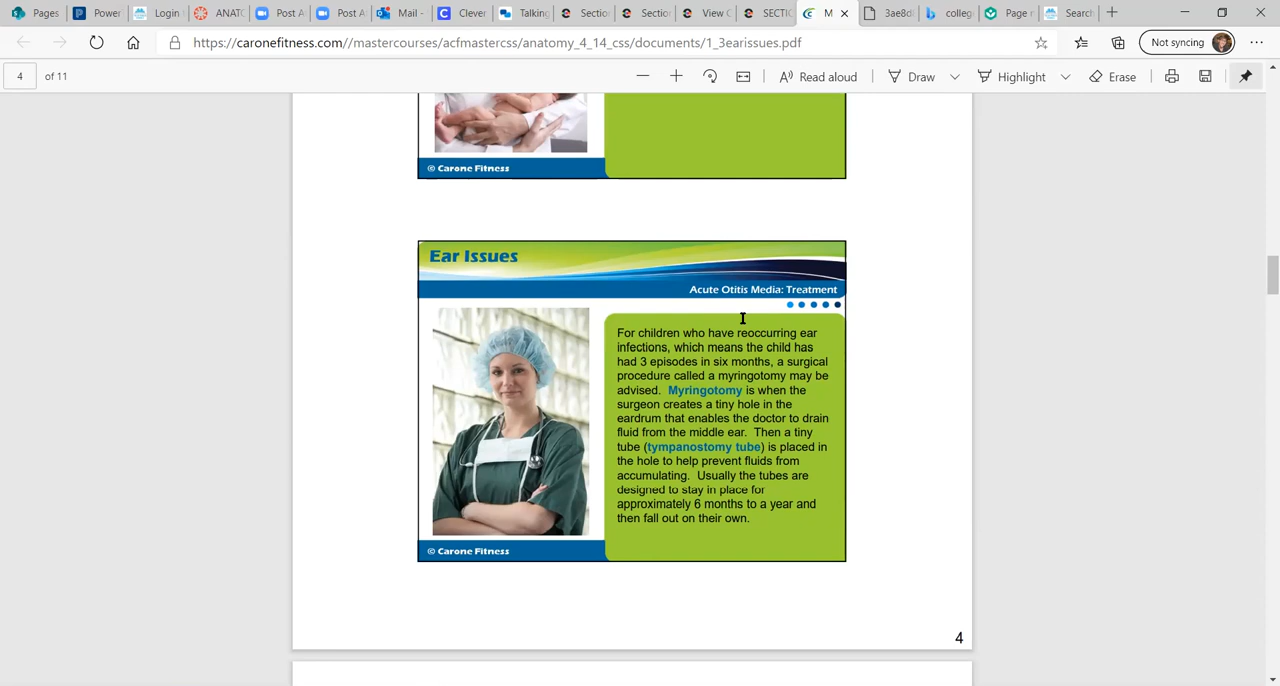 Pages
Power
Login
ANATC
Post A
Post A
Mail -
Clever
Talking
Section
Section
View C
SECTIC
M
3ae8d
colleg
Page r
Search
https://caronefitness.com//mastercourses/acfmastercss/anatomy_4_14_css/documents/1_3earissues.pdf
Not syncing
4 of 11
Read aloud
Draw
Highlight
Erase
© Carone Fitness
Ear Issues
Acute Otitis Media: Treatment
For children who have reoccurring ear
infections, which means the child has
had 3 episodes in six months, a surgical
procedure called a myringotomy may be
advised. Myringotomy is when the
surgeon creates a tiny hole in the
eardrum that enables the doctor to drain
fluid from the middle ear. Then a tiny
tube (tympanostomy tube) is placed in
the hole to help prevent fluids from
accumulating. Usually the tubes are
designed to stay in place for
approximately 6 months to a year and
then fall out on their own.
© Carone Fitness
4